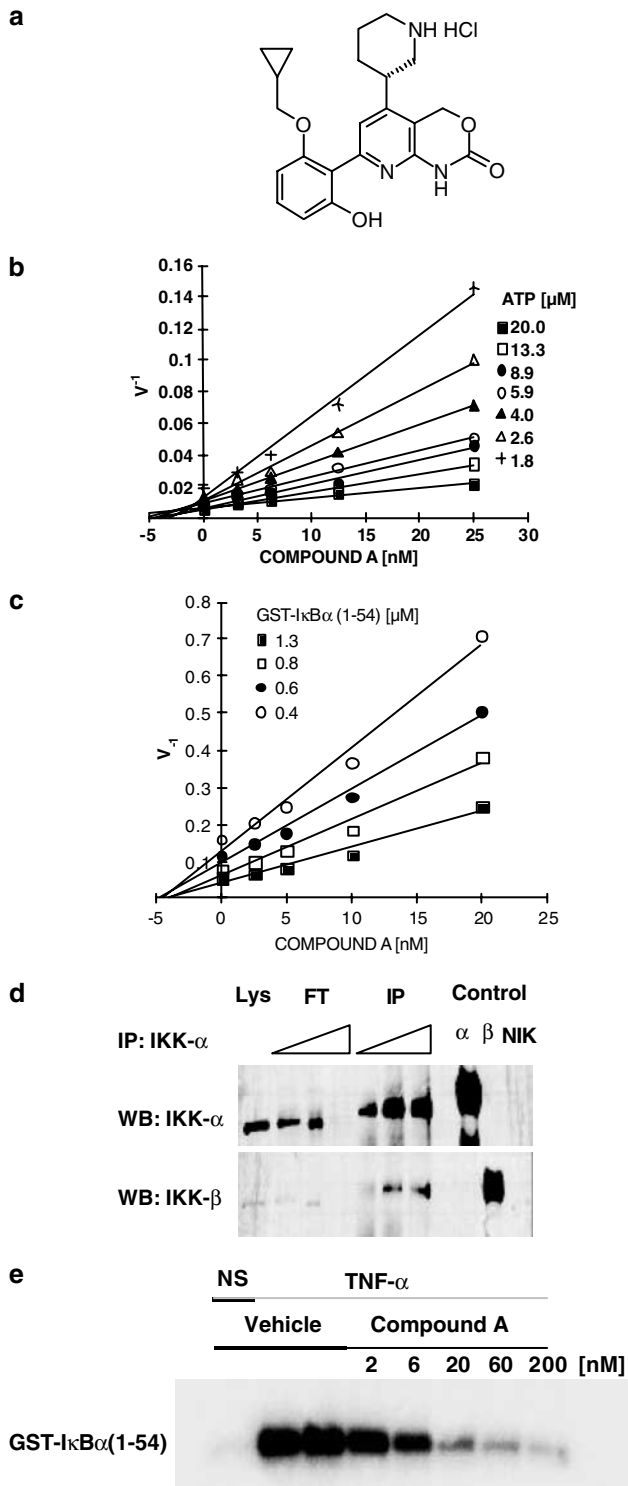 a
NH HCl
O
O
N
N
H
O
OH
b
0.16
0.14
0.12
0.1
0.08
0.06
0.04
0.02
V-1
-5 0 5 10 15 20 25 30
COMPOUND A [nM]
ATP [µM]
20.0
13.3
8.9
5.9
4.0
2.6
1.8
c
0.8
0.7
0.6
0.5
0.4
0.3
0.2
0.1
V-1
GST-IκBα (1-54) [µM]
1.3
0.8
0.6
0.4
-5 0 5 10 15 20 25
COMPOUND A [nM]
d
Lys FT IP Control
IP: IKK-α α β NIK
WB: IKK-α
WB: IKK-β
e
NS TNF-α
Vehicle Compound A
2 6 20 60 200 [nM]
GST-IκBα(1-54)